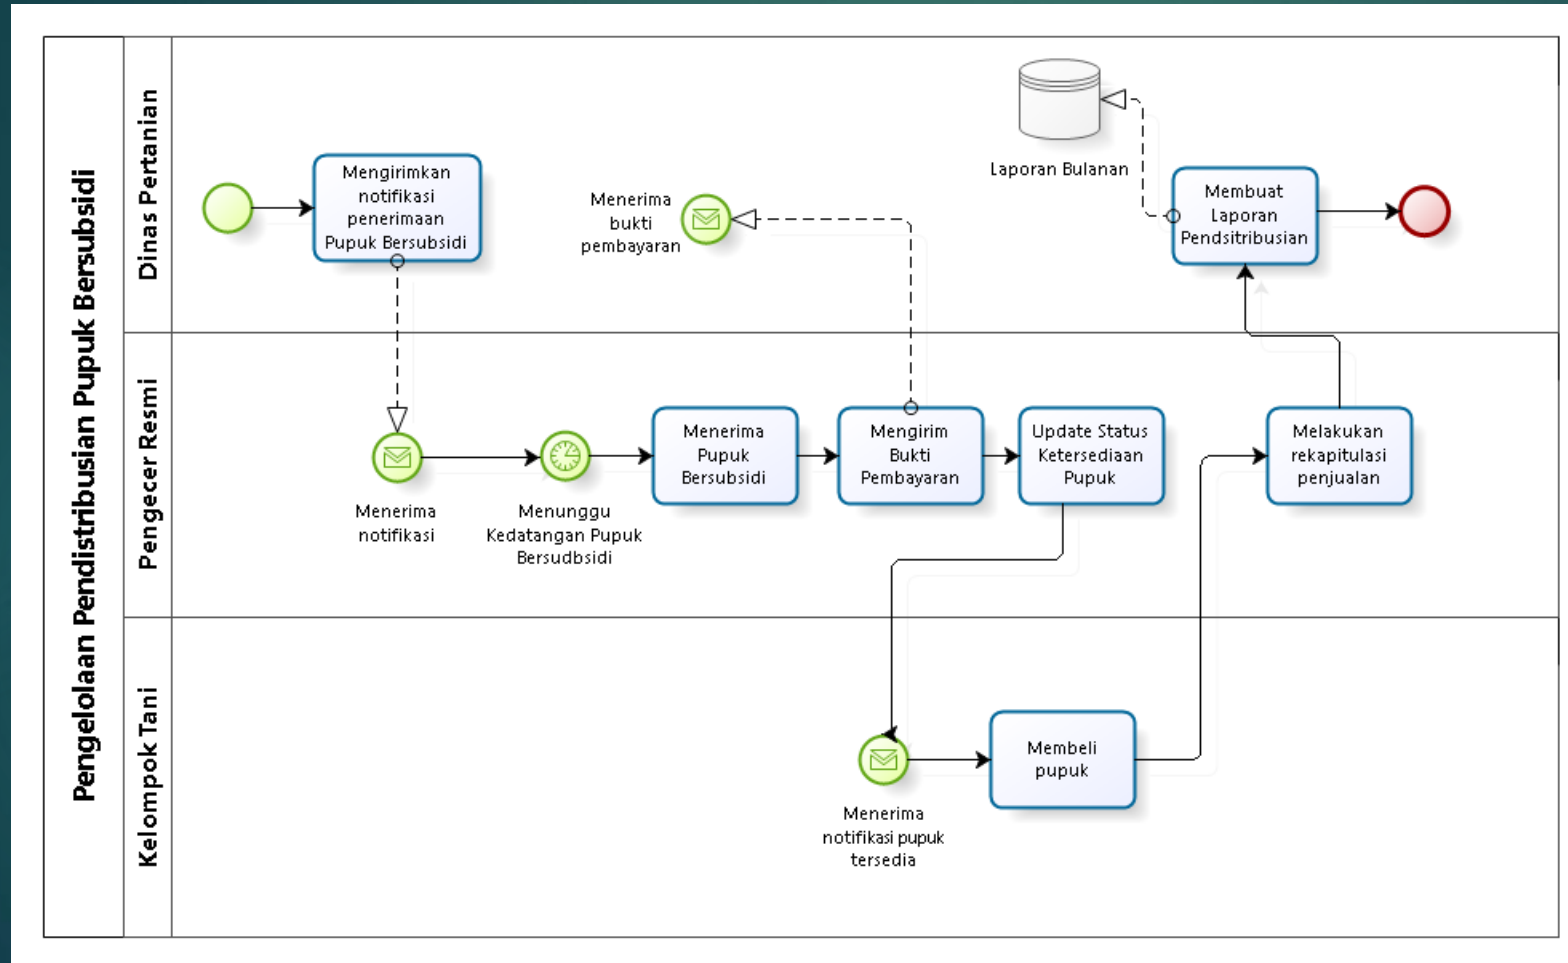 Pengelolaan Pendistribusian Pupuk Bersubsidi
Dinas Pertanian
Mengirimkan
notifikasi
penerimaan
Pupuk Bersubsidi
Menerima
bukti
pembayaran
Laporan Bulanan
Membuat
Laporan
Pendsitribusian
Pengecer Resmi
Menerima
notifikasi
Menunggu
Kedatangan Pupuk
Bersudbsidi
Menerima
Pupuk
Bersubsidi
Mengirim
Bukti
Pembayaran
Update Status
Ketersediaan
Pupuk
Melakukan
rekapitulasi
penjualan
Kelompok Tani
Menerima
notifikasi pupuk
tersedia
Membeli
pupuk